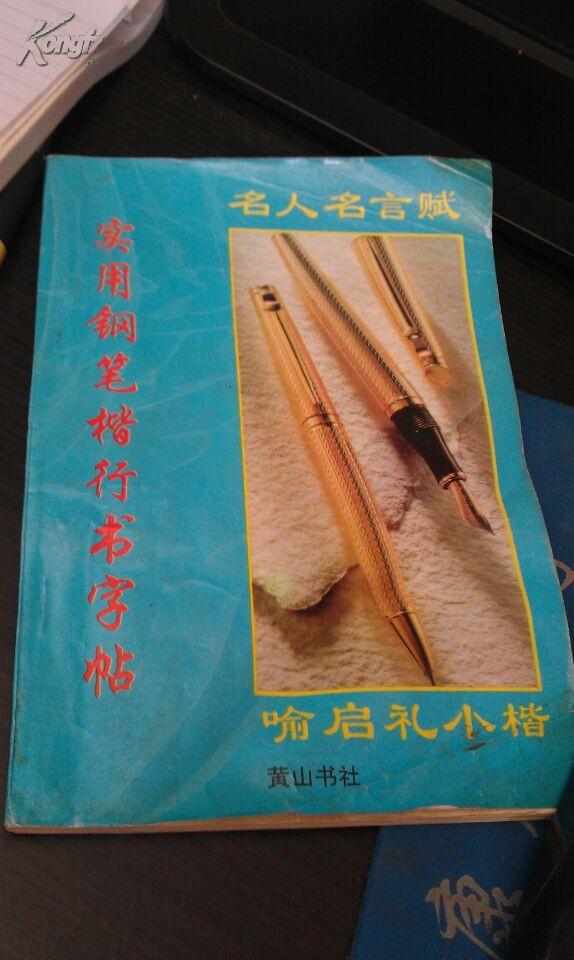 Kongfz
名人名言赋
实用钢笔楷行书字帖
喻启礼小楷
黄山书社